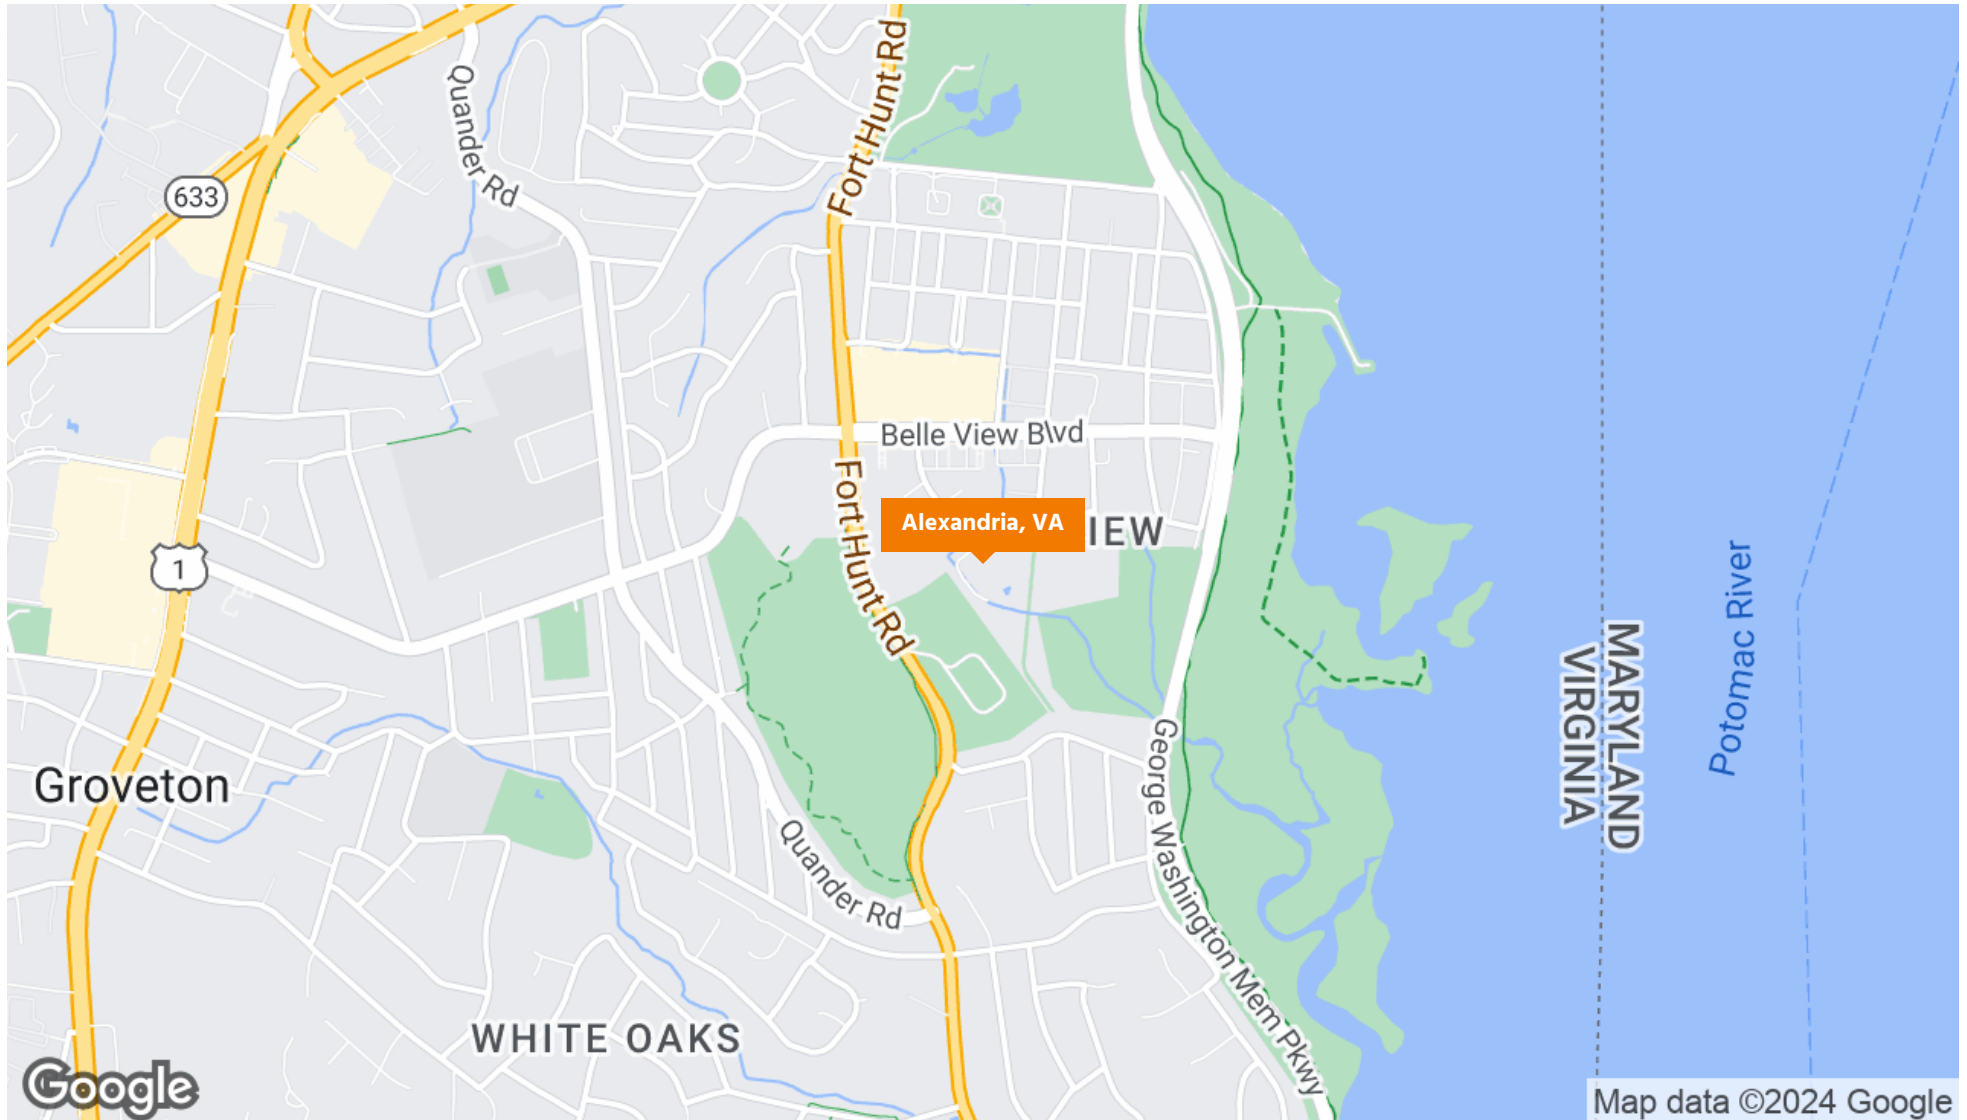 Fort Hunt Rd
Quander Rd
633
Belle View Blvd
Fort Hunt Rd
Alexandria, VA
IEW
1
MARYLAND
VIRGINIA
Potomac River
Groveton
George Washington Mem Pkwy
Quander Rd
WHITE OAKS
Google
Map data ©2024 Google